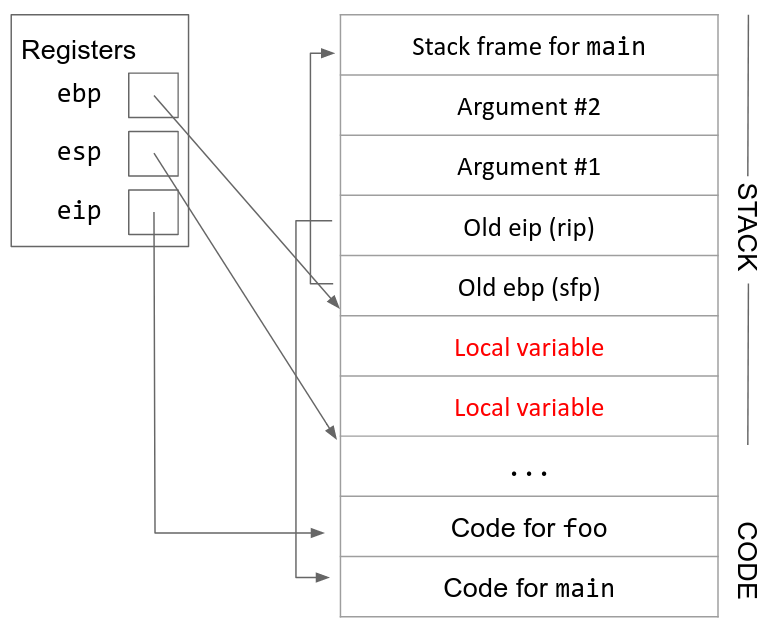 Registers
ebp
esp
eip
Stack frame for main
Argument #2
Argument #1
Old eip (rip)
Old ebp (sfp)
Local variable
Local variable
...
Code for foo
Code for main
STACK
CODE